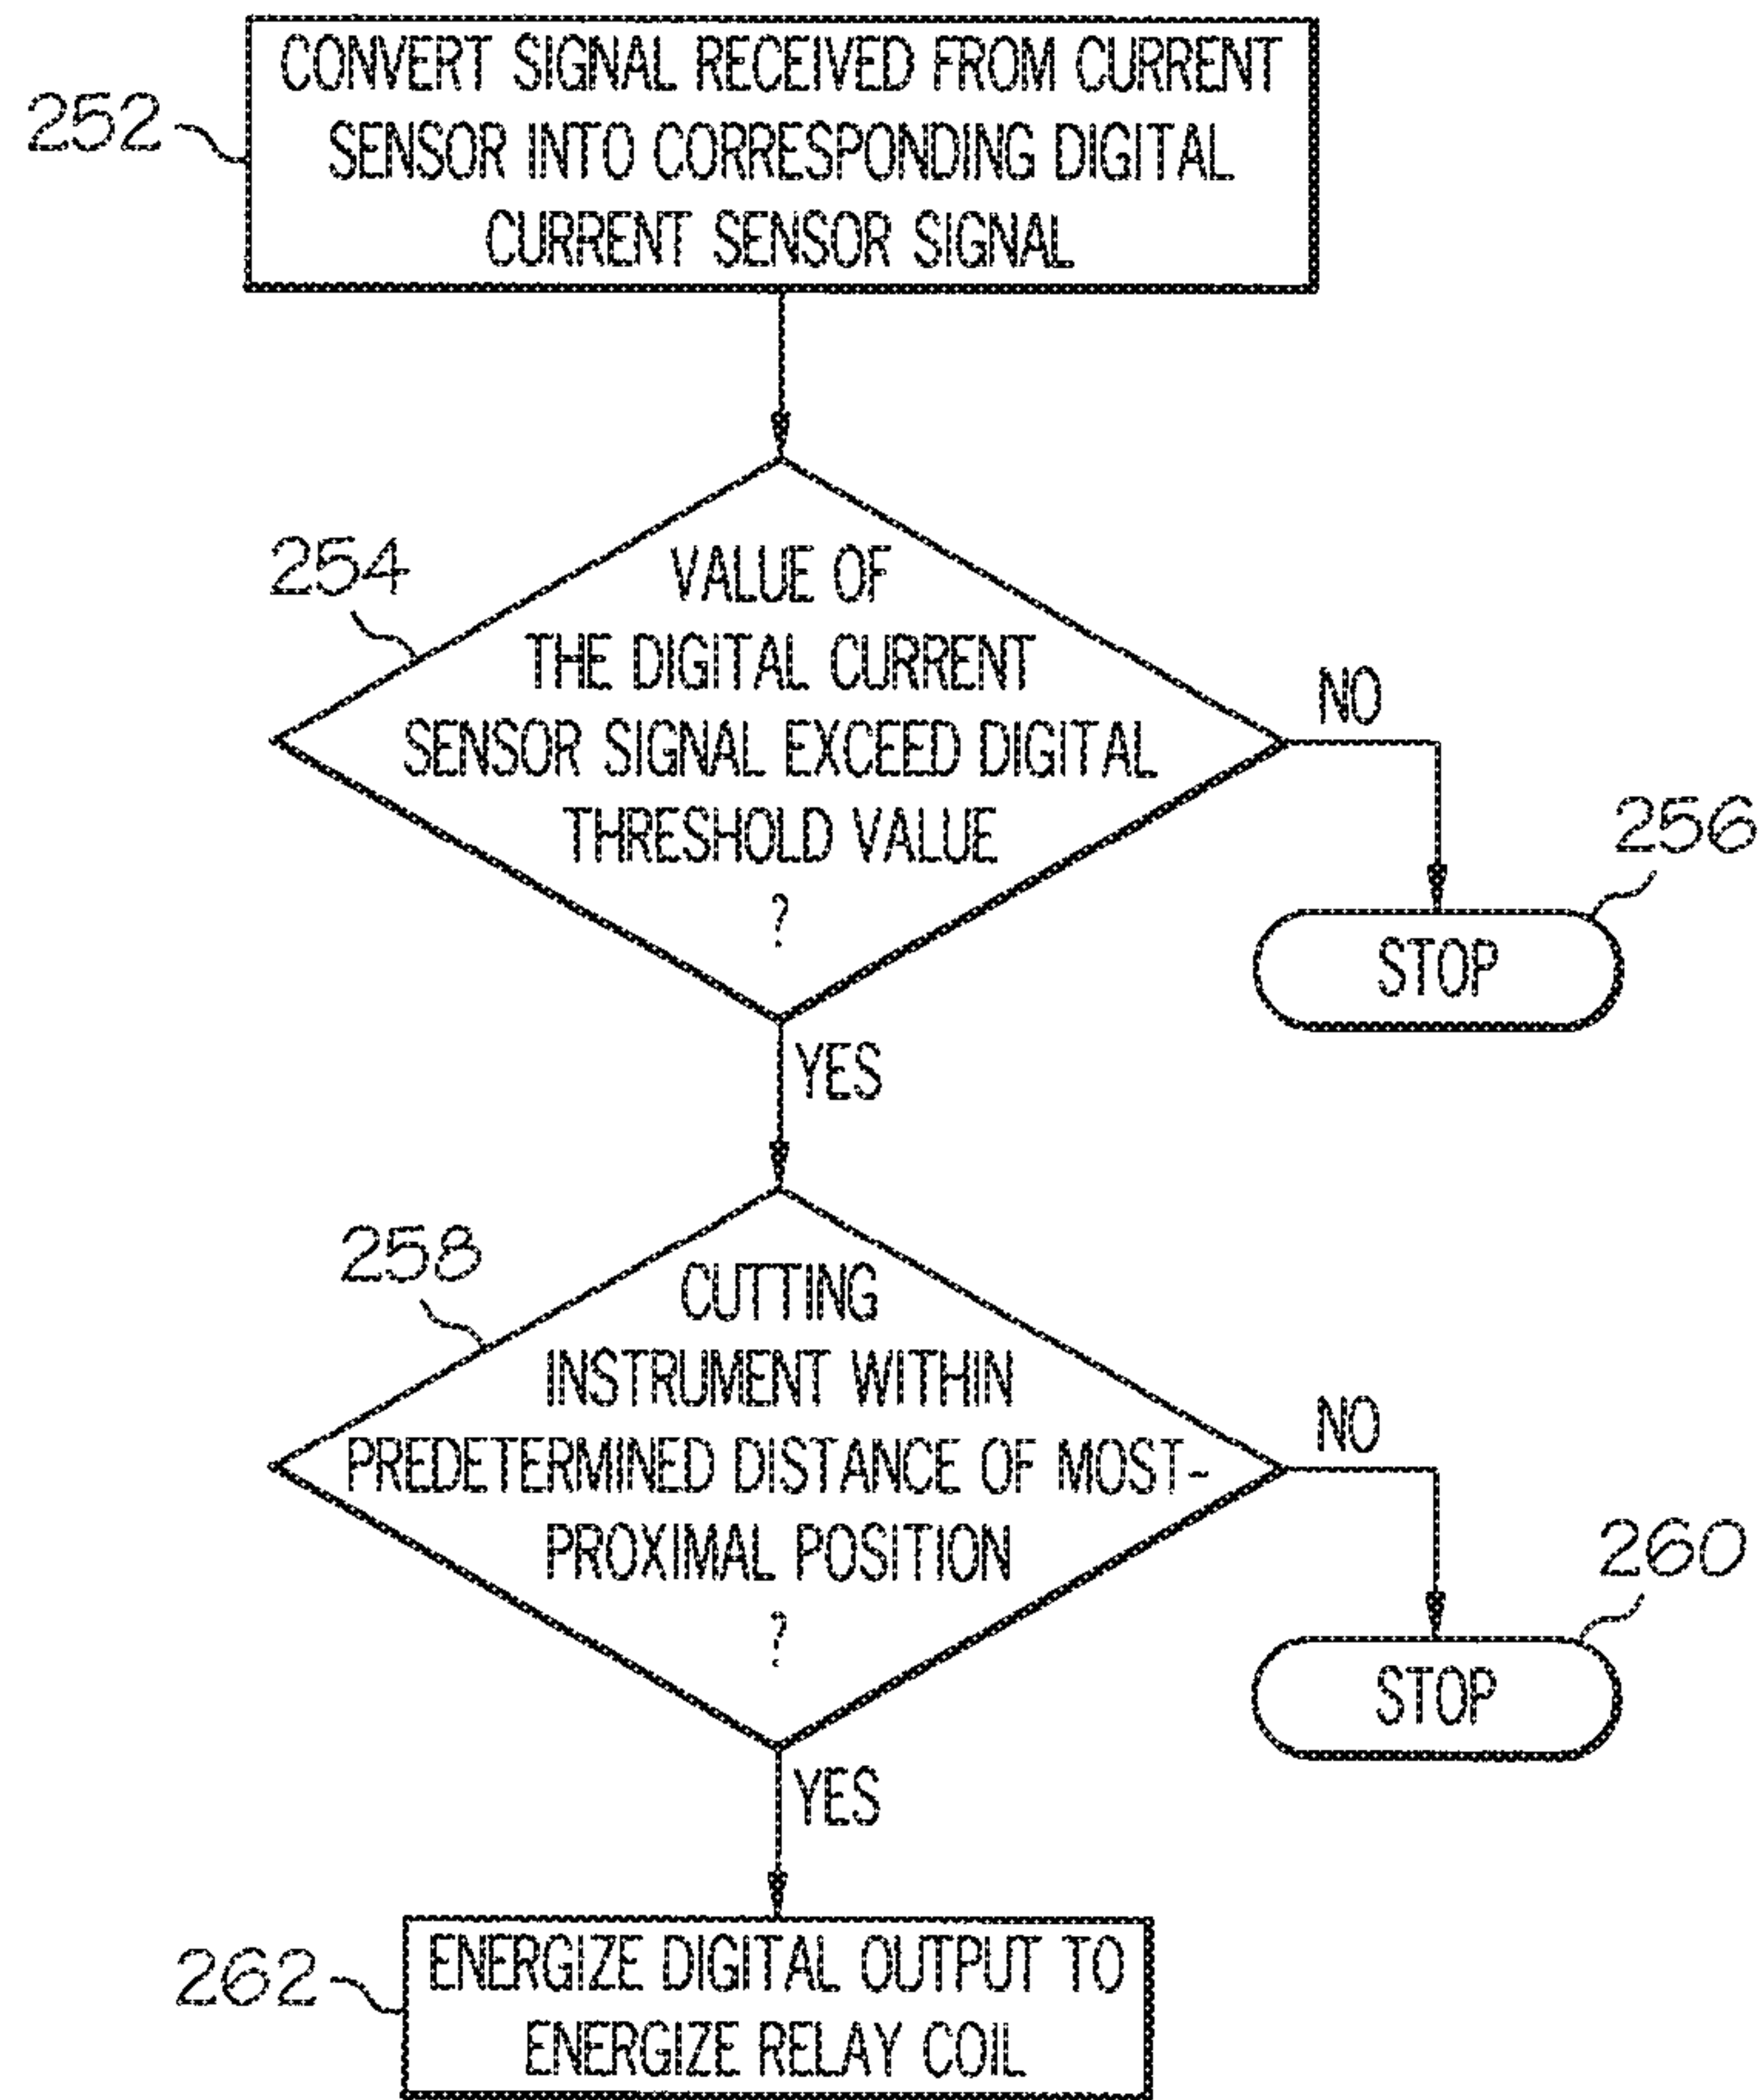 252
CONVERT SIGNAL RECEIVED FROM CURRENT
SENSOR INTO CORRESPONDING DIGITAL
CURRENT SENSOR SIGNAL
254
VALUE OF
THE DIGITAL CURRENT
SENSOR SIGNAL EXCEED DIGITAL
THRESHOLD VALUE
?
NO
256
STOP
YES
258
CUTTING
INSTRUMENT WITHIN
PREDETERMINED DISTANCE OF MOST-
PROXIMAL POSITION
?
NO
260
STOP
YES
262
ENERGIZE DIGITAL OUTPUT TO
ENERGIZE RELAY COIL